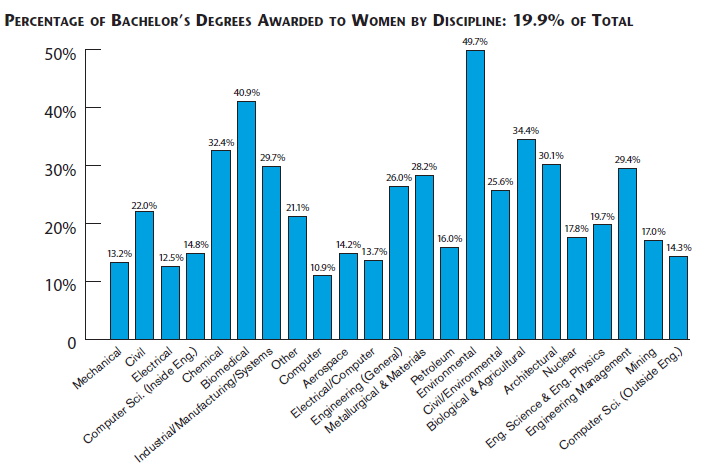 PERCENTAGE OF BACHELOR'S DEGREES AWARDED TO WOMEN BY DISCIPLINE: 19.9% OF TOTAL
50%
40%
30%
20%
10%
0
13.2%
22.0%
12.5%
14.8%
32.4%
40.9%
29.7%
21.1%
10.9%
14.2%
13.7%
26.0%
28.2%
16.0%
49.7%
25.6%
34.4%
30.1%
17.8%
19.7%
29.4%
17.0%
14.3%
Mechanical
Civil
Electrical
Computer Sci. (Inside Eng.)
Chemical
Biomedical
Industrial/Manufacturing/Systems
Other
Computer
Aerospace
Electrical/Computer
Engineering (General)
Metallurgical & Materials
Petroleum
Environmental
Civil/Environmental
Biological & Agricultural
Architectural
Nuclear
Eng. Science & Eng. Physics
Engineering Management
Mining
Computer Sci. (Outside Eng.)